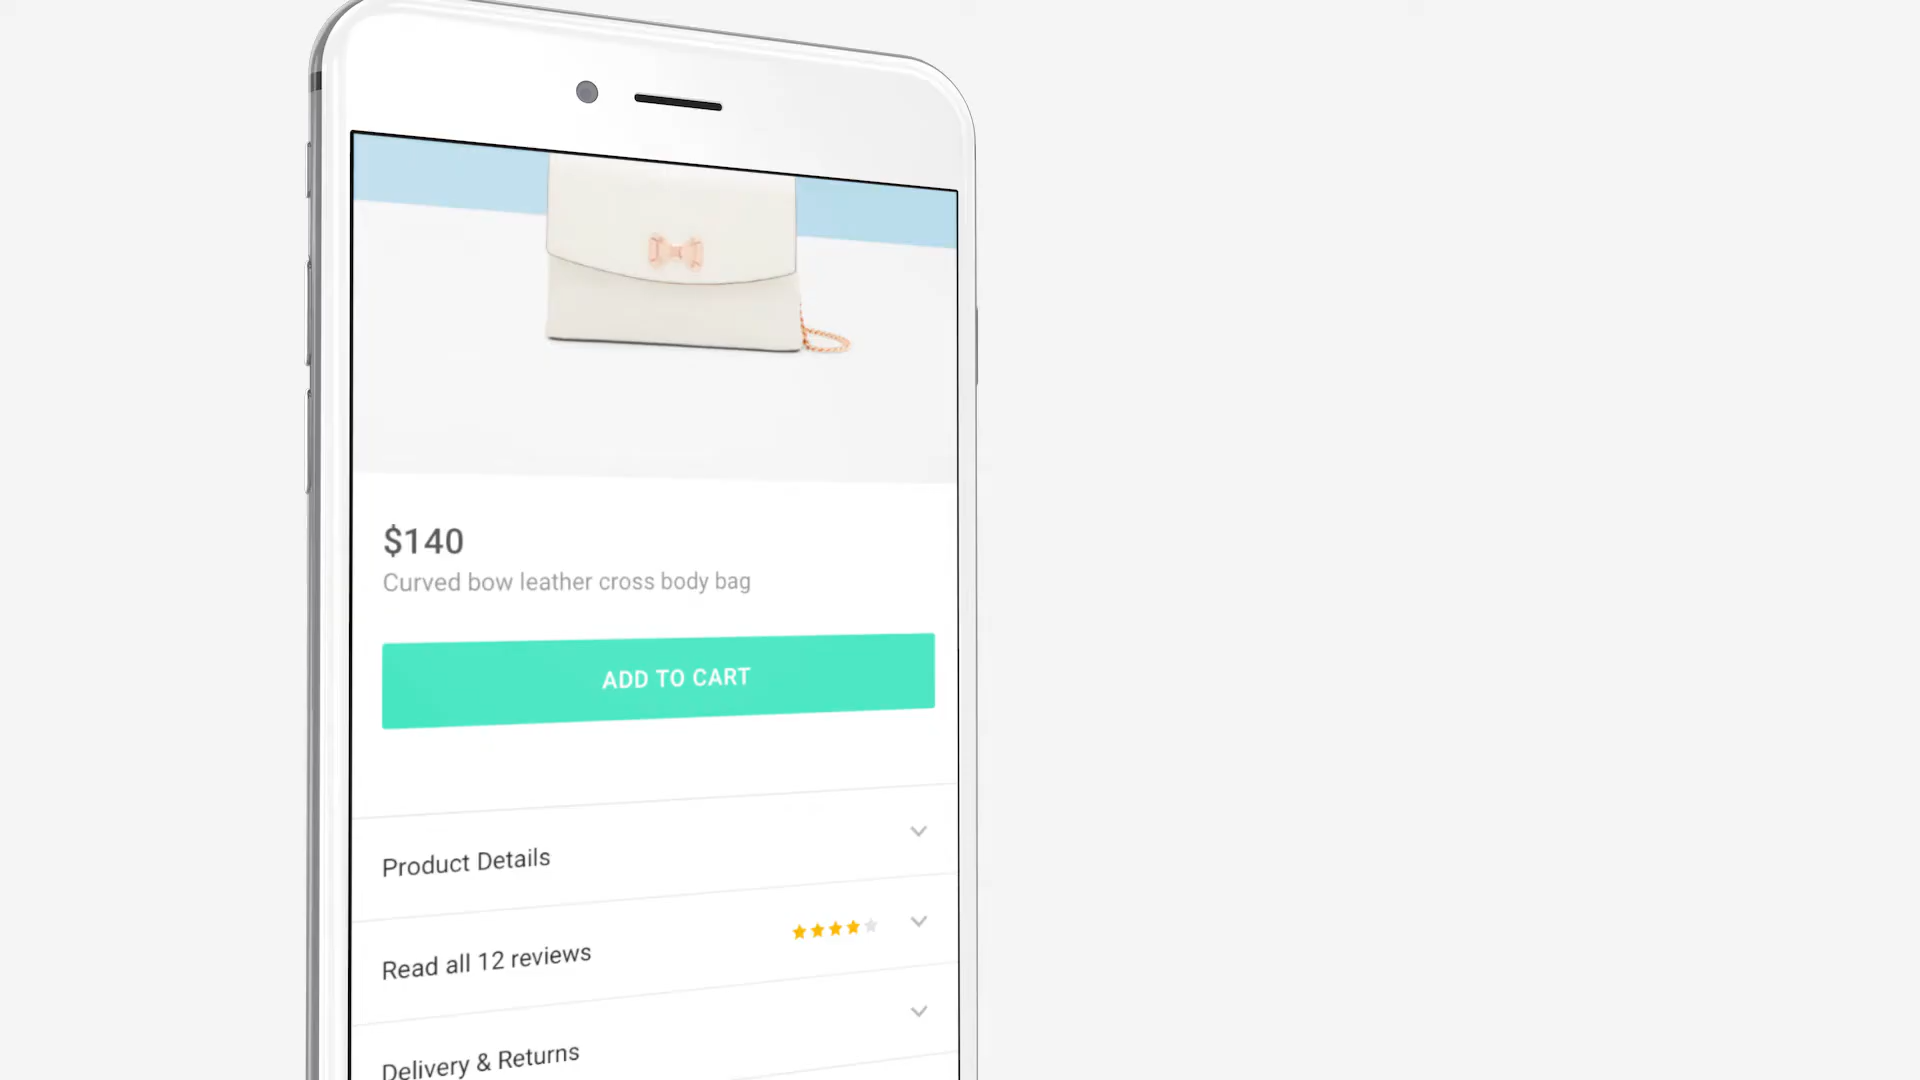 $140
Curved bow leather cross body bag
ADD TO CART
Product Details
Read all 12 reviews
Delivery & Returns